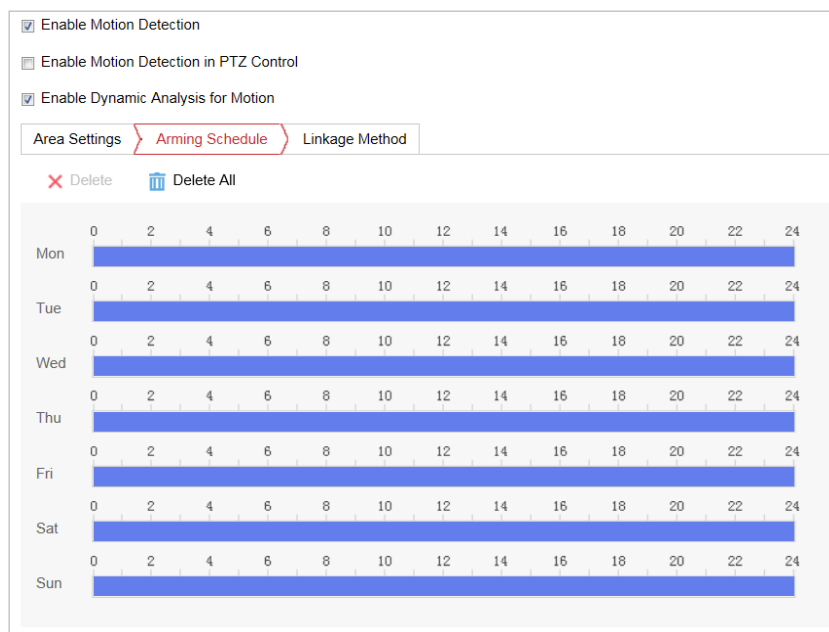 Enable Motion Detection
Enable Motion Detection in PTZ Control
Enable Dynamic Analysis for Motion
Area Settings Arming Schedule Linkage Method
Delete Delete All
0 2 4 6 8 10 12 14 16 18 20 22 24
Mon
0 2 4 6 8 10 12 14 16 18 20 22 24
Tue
0 2 4 6 8 10 12 14 16 18 20 22 24
Wed
0 2 4 6 8 10 12 14 16 18 20 22 24
Thu
0 2 4 6 8 10 12 14 16 18 20 22 24
Fri
0 2 4 6 8 10 12 14 16 18 20 22 24
Sat
0 2 4 6 8 10 12 14 16 18 20 22 24
Sun